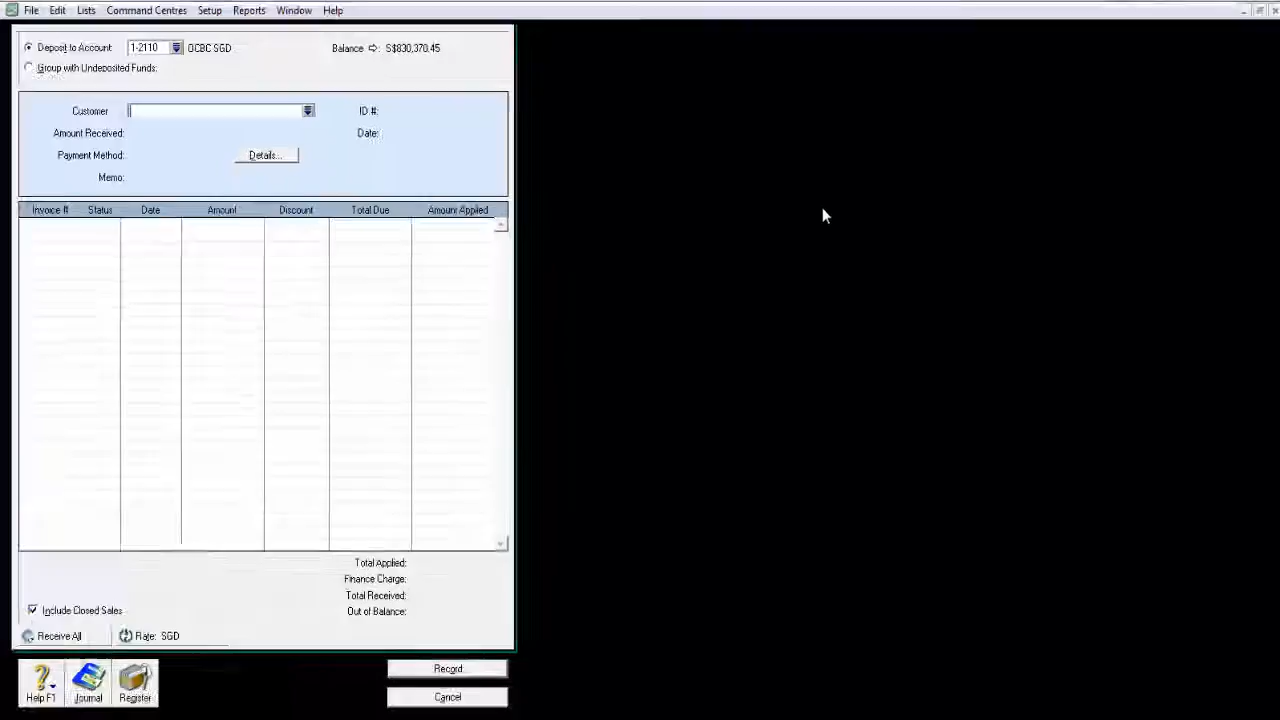 File Edit Lists Command Centres Setup Reports Window Help
Deposit to Account 1-2110 OCBC SGD Balance S$830,370.45
Group with Undeposited Funds:
Customer ID #:
Amount Received: Date:
Payment Method: Details...
Memo:
Invoice # Status Date Amount Discount Total Due Amount Applied
Total Applied:
Finance Charge:
Total Received:
Include Closed Sales Out of Balance:
Receive All Rate: SGD
Record
Help F1 Journal Register Cancel